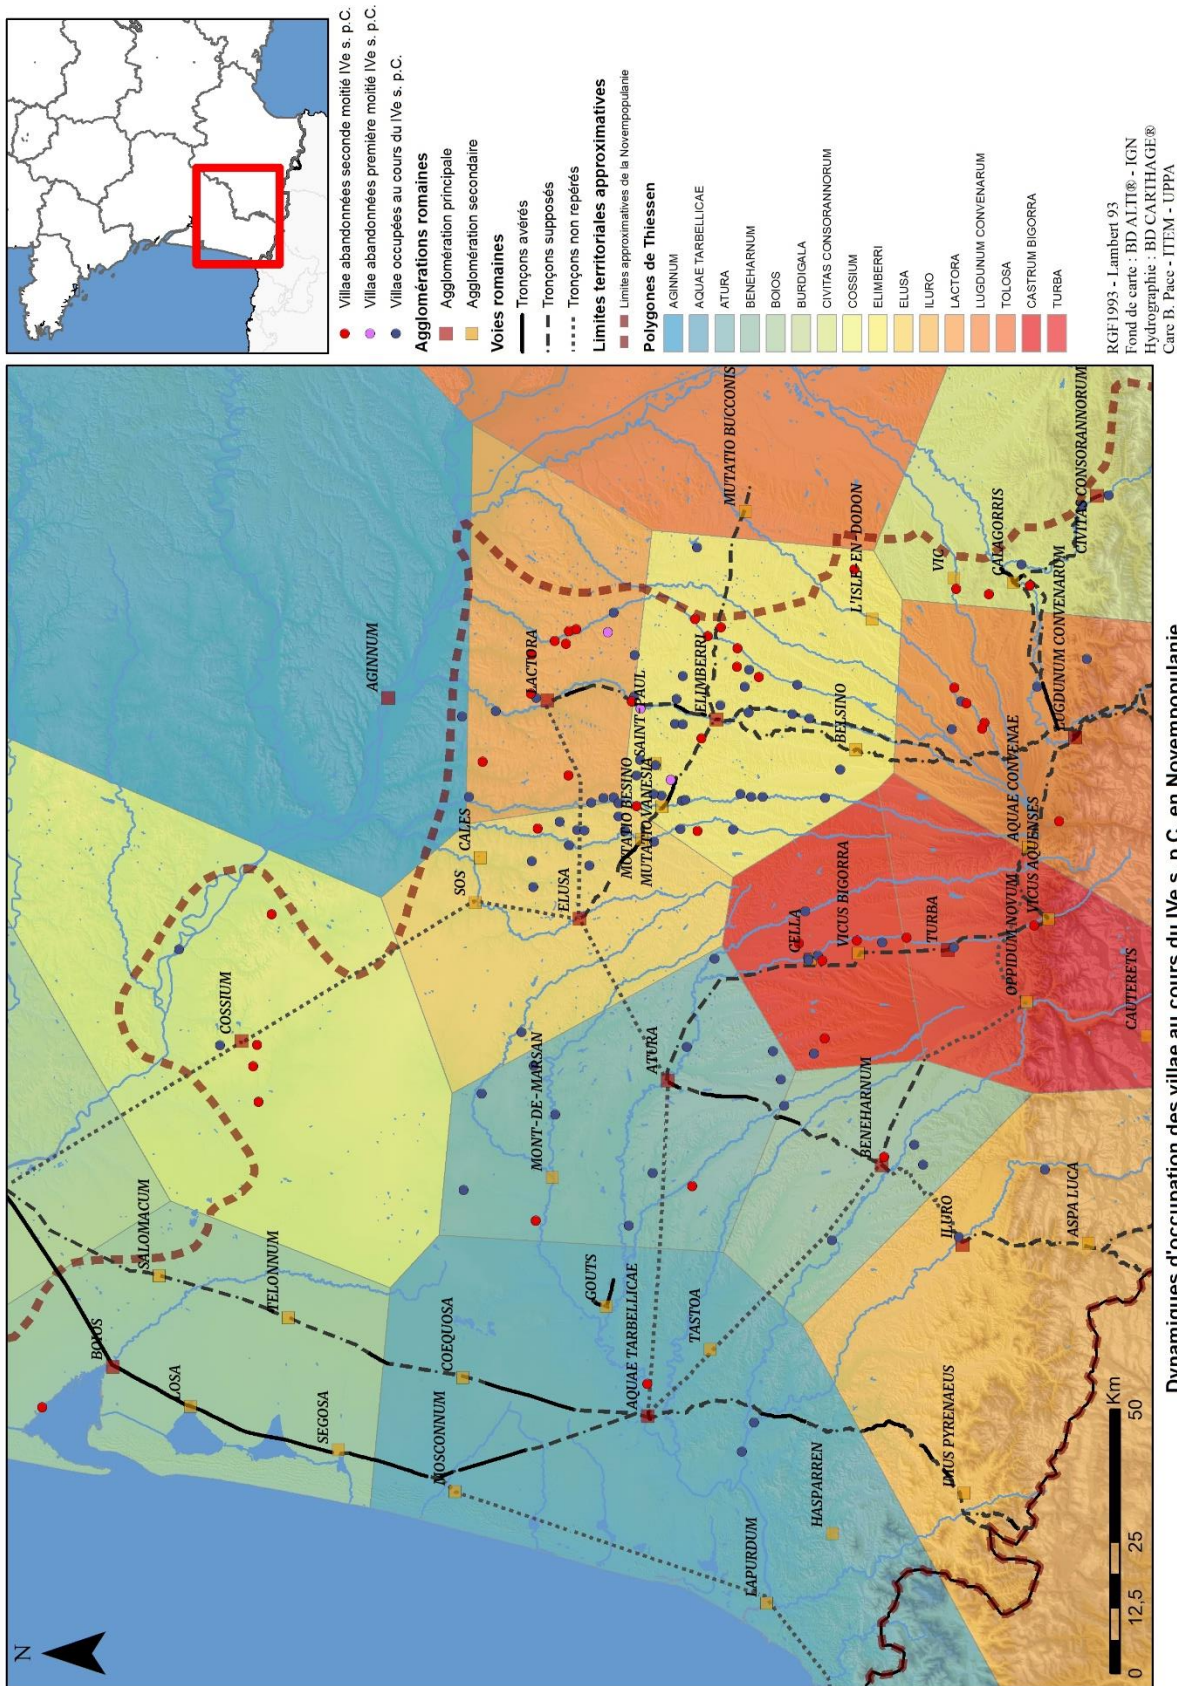 N
BOIOS
SALOMACUM
LOSA
TELONNUM
SEGOSA
COSSIUM
AGINNUM
MOSCONNUM
COEQUOSA
MONT-DE-MARSAN
SOS
CALES
LACTORA
GOUTS
ELUSA
AQUAE TARBELLICAE
ATURA
MUTATIO BESINO
MUTATIO VANESIA
SAINT-PAUL
ELIMBERRI
MUTATIO BUCCONIS
TASTOA
LAPURDUM
HASPARREN
BENEHARNUM
CELLA
VICUS BIGORRA
BELSINO
L'ISLE-EN-DODON
IMUS PYRENAEUS
ILURO
TURBA
VIC
ASPA LUCA
OPPIDUM NOVUM
VICUS AQUENSES
AQUAE CONVENAE
CALAGORRIS
LUGDUNUM CONVENARUM
CIVITAS CONSORANNORUM
CAUTERETS
0 12,5 25 50
Km
Villae abandonnées seconde moitié IVe s. p.C.
Villae abandonnées première moitié IVe s. p.C.
Villae occupées au cours du IVe s. p.C.
Agglomérations romaines
Agglomération principale
Agglomération secondaire
Voies romaines
Tronçons avérés
Tronçons supposés
Tronçons non repérés
Limites territoriales approximatives
Limites approximatives de la Novempopulanie
Polygones de Thiessen
AGINNUM
AQUAE TARBELLICAE
ATURA
BENEHARNUM
BOIOS
BURDIGALA
CIVITAS CONSORANNORUM
COSSIUM
ELIMBERRI
ELUSA
ILURO
LACTORA
LUGDUNUM CONVENARUM
TOLOSA
CASTRUM BIGORRA
TURBA
RGF1993 - Lambert 93
Fond de carte : BD ALTI® - IGN
Hydrographie : BD CARTHAGE®
Care B. Pace - ITEM - UPPA
Dynamiques d'occupation des villae au cours du IVe s. p.C. en Novempopulanie